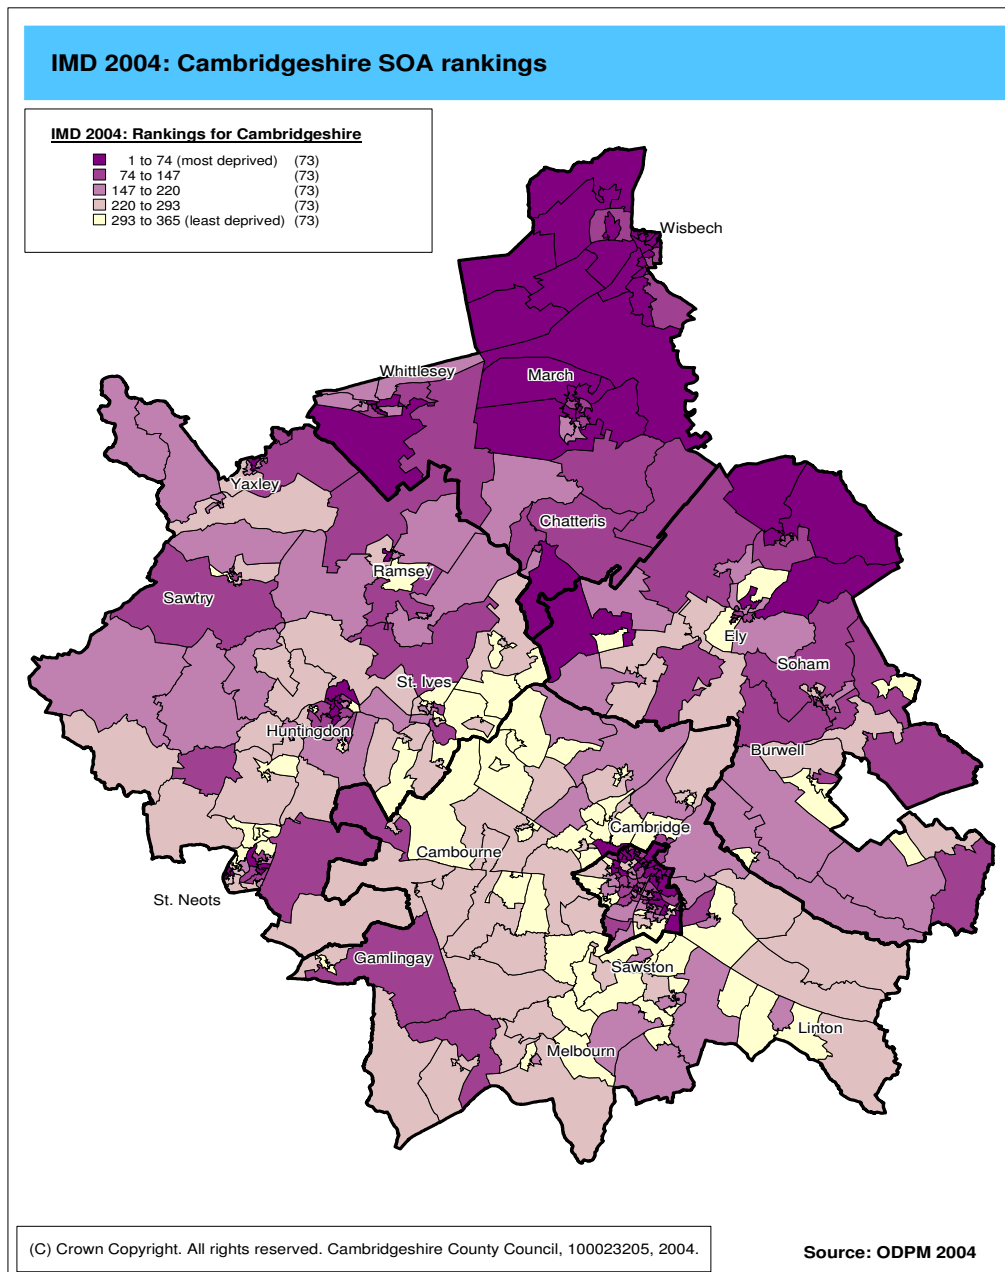 IMD 2004: Cambridgeshire SOA rankings
IMD 2004: Rankings for Cambridgeshire
1 to 74 (most deprived) (73)
74 to 147 (73)
147 to 220 (73)
220 to 293 (73)
293 to 365 (least deprived) (73)
Wisbech
Whittlesey
March
Yaxley
Chatteris
Ramsey
Sawtry
Ely
Soham
St. Ives
Huntingdon
Burwell
Cambridge
Cambourne
St. Neots
Gamlingay
Sawston
Linton
Melbourn
(C) Crown Copyright. All rights reserved. Cambridgeshire County Council, 100023205, 2004.
Source: ODPM 2004